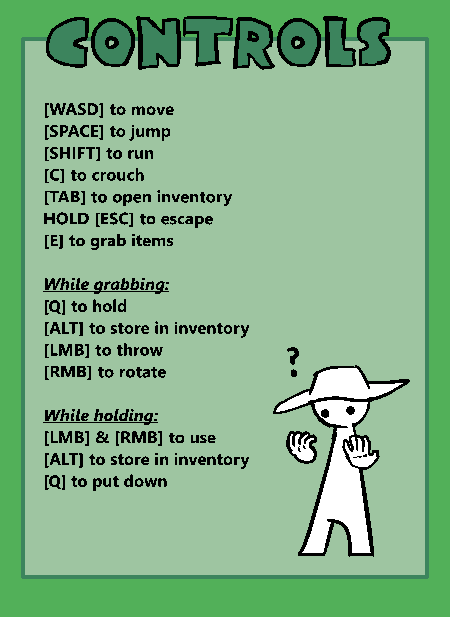 CONTROLS
[WASD] to move
[SPACE] to jump
[SHIFT] to run
[C] to crouch
[TAB] to open inventory
HOLD [ESC] to escape
[E] to grab items
While grabbing:
[Q] to hold
[ALT] to store in inventory
[LMB] to throw
[RMB] to rotate
?
While holding:
[LMB] & [RMB] to use
[ALT] to store in inventory
[Q] to put down